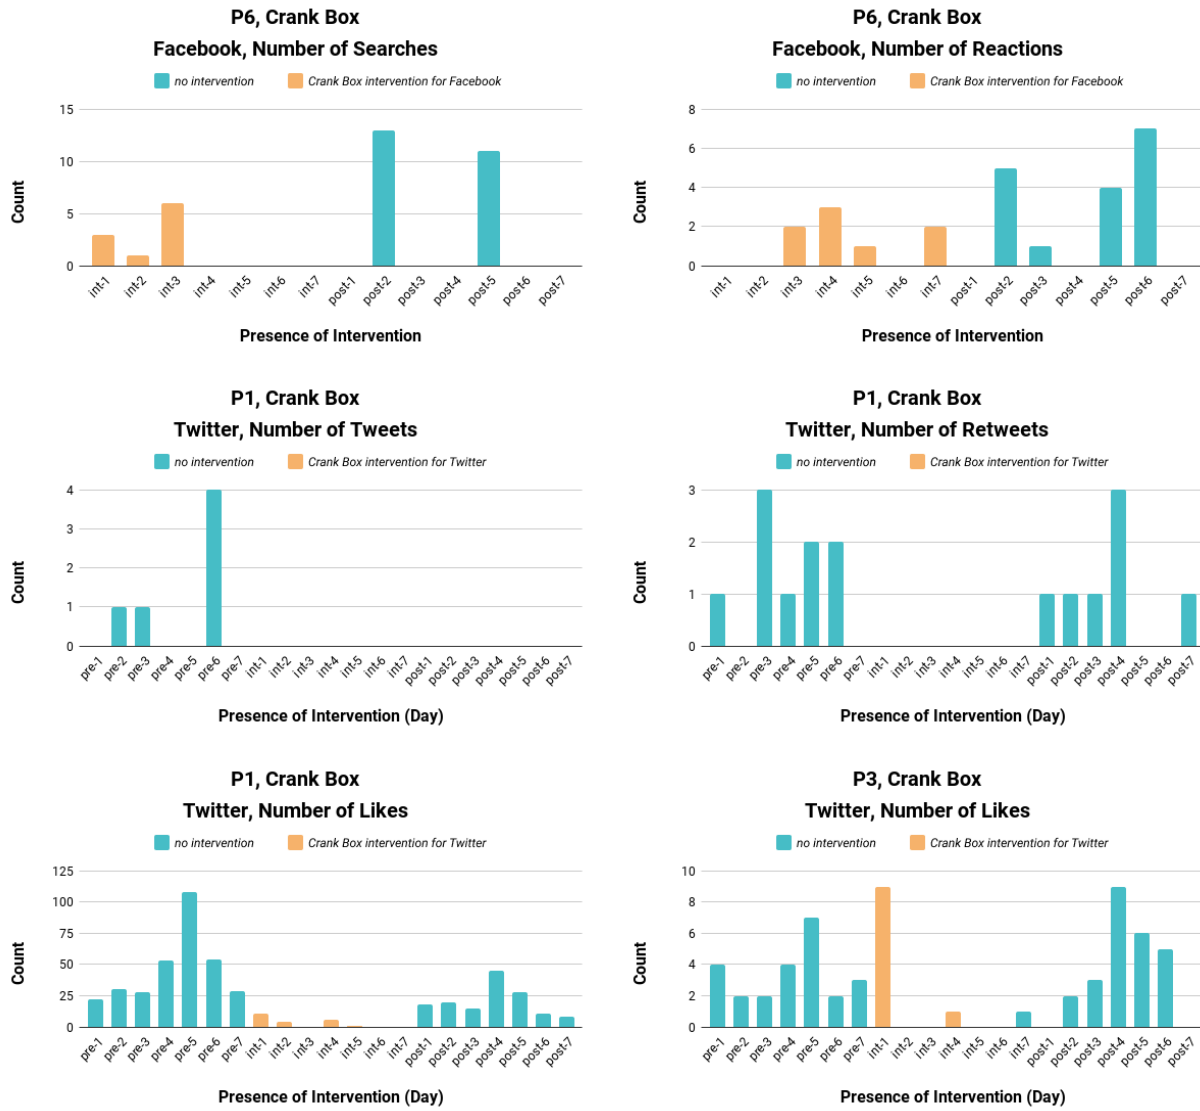 P6, Crank Box
Facebook, Number of Searches
no intervention Crank Box intervention for Facebook
15
10
5
0
Count
int-1 int-2 int-3 int-4 int-5 int-6 int-7 post-1 post-2 post-3 post-4 post-5 post6 post-7
Presence of Intervention
P6, Crank Box
Facebook, Number of Reactions
no intervention Crank Box intervention for Facebook
8
6
4
2
0
Count
int-1 int-2 int-3 int-4 int-5 int-6 int-7 post-1 post-2 post-3 post-4 post-5 post6 post-7
Presence of Intervention
P1, Crank Box
Twitter, Number of Tweets
no intervention Crank Box intervention for Twitter
4
3
2
1
0
Count
pre-1 pre-2 pre-3 pre-4 pre-5 pre-6 pre-7 int-1 int-2 int-3 int-4 int-5 int-6 int-7 post-1 post-2 post-3 post-4 post-5 post-6 post-7
Presence of Intervention (Day)
P1, Crank Box
Twitter, Number of Retweets
no intervention Crank Box intervention for Twitter
3
2
1
0
Count
pre-1 pre-2 pre-3 pre-4 pre-5 pre-6 pre-7 int-1 int-2 int-3 int-4 int-5 int-6 int-7 post-1 post-2 post-3 post-4 post-5 post-6 post-7
Presence of Intervention (Day)
P1, Crank Box
Twitter, Number of Likes
no intervention Crank Box intervention for Twitter
125
100
75
50
25
0
Count
pre-1 pre-2 pre-3 pre-4 pre-5 pre-6 pre-7 int-1 int-2 int-3 int-4 int-5 int-6 int-7 post-1 post-2 post-3 post-4 post-5 post-6 post-7
Presence of Intervention (Day)
P3, Crank Box
Twitter, Number of Likes
no intervention Crank Box intervention for Twitter
10
8
6
4
2
0
Count
pre-1 pre-2 pre-3 pre-4 pre-5 pre-6 pre-7 int-1 int-2 int-3 int-4 int-5 int-6 int-7 post-1 post-2 post-3 post-4 post-5 post-6 post-7
Presence of Intervention (Day)